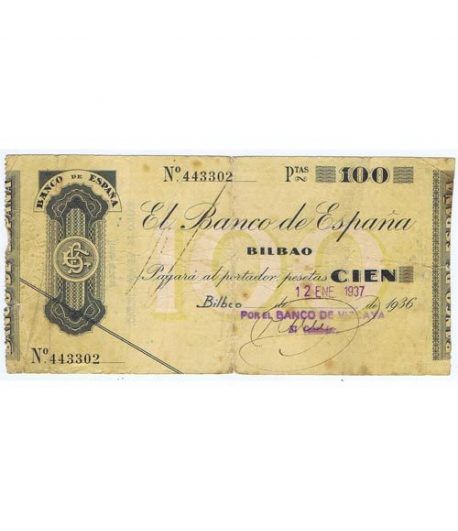 Nº 443302
PTAS 100
BANCO DE ESPAÑA
El Banco de España
BILBAO
Pagará al portador pesetas CIEN
12 ENE 1937
Bilbao de de 1936
POR EL BANCO DE VIZCAYA
Nº 443302